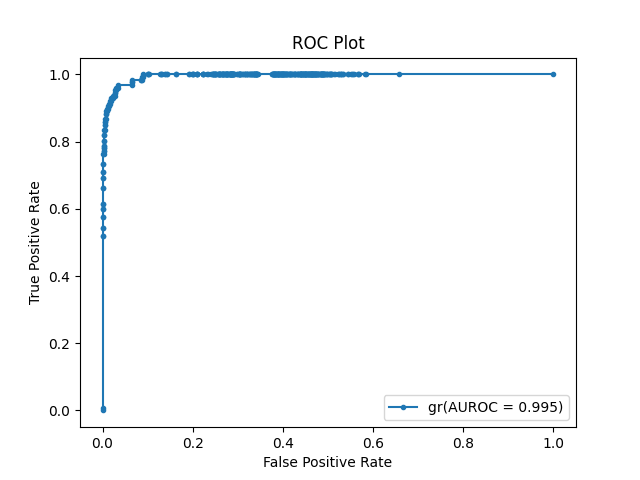 ROC Plot
True Positive Rate
1.0
0.8
0.6
0.4
0.2
0.0
gr(AUROC = 0.995)
0.0 0.2 0.4 0.6 0.8 1.0
False Positive Rate